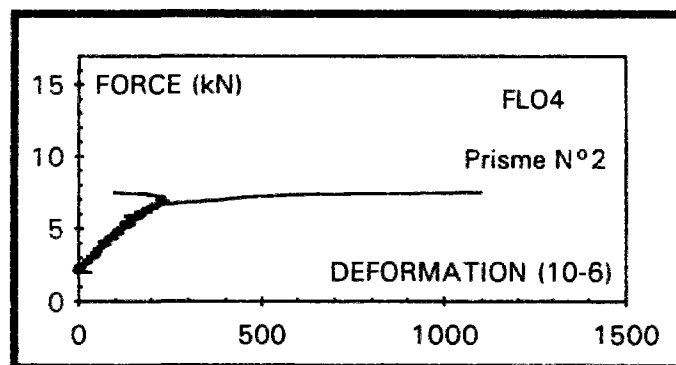 15
FORCE (kN)
FLO4
10
Prisme N°2
5
DEFORMATION (10-6)
0
0
500
1000
1500